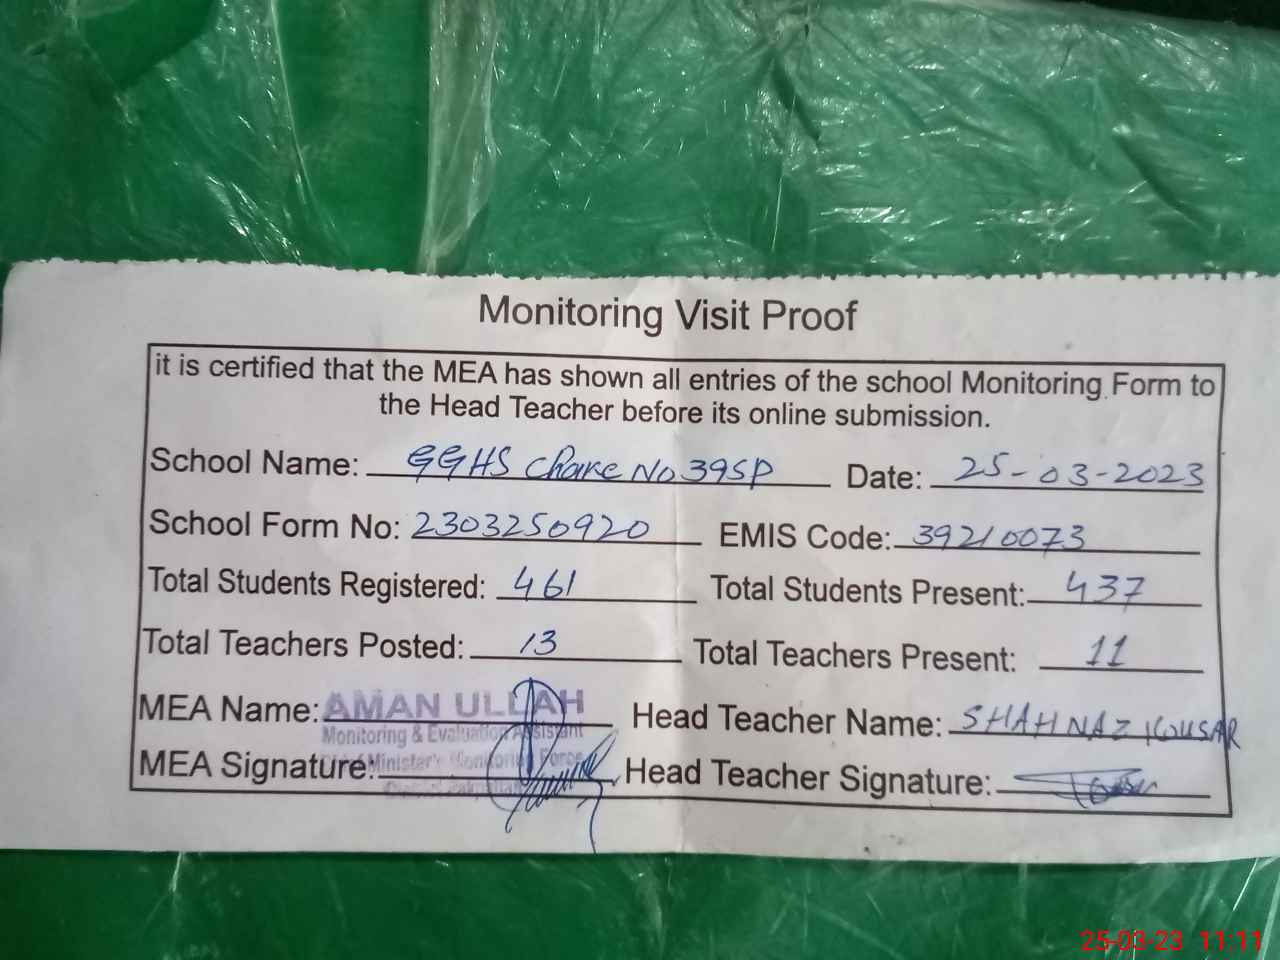 Monitoring Visit Proof
it is certified that the MEA has shown all entries of the school Monitoring Form to
the Head Teacher before its online submission.
School Name: GGHS Chake No 39SP Date: 25-03-2023
School Form No: 2303250920 EMIS Code: 39210073
Total Students Registered: 461 Total Students Present: 437
Total Teachers Posted: 13 Total Teachers Present: 11
MEA Name: AMAN ULLAH Head Teacher Name: SHAHNAZ KOUSAR
Monitoring & Evaluation Assistant
MEA Signature: Minister's Monitoring Force Head Teacher Signature:
District
25-03-23 11:11